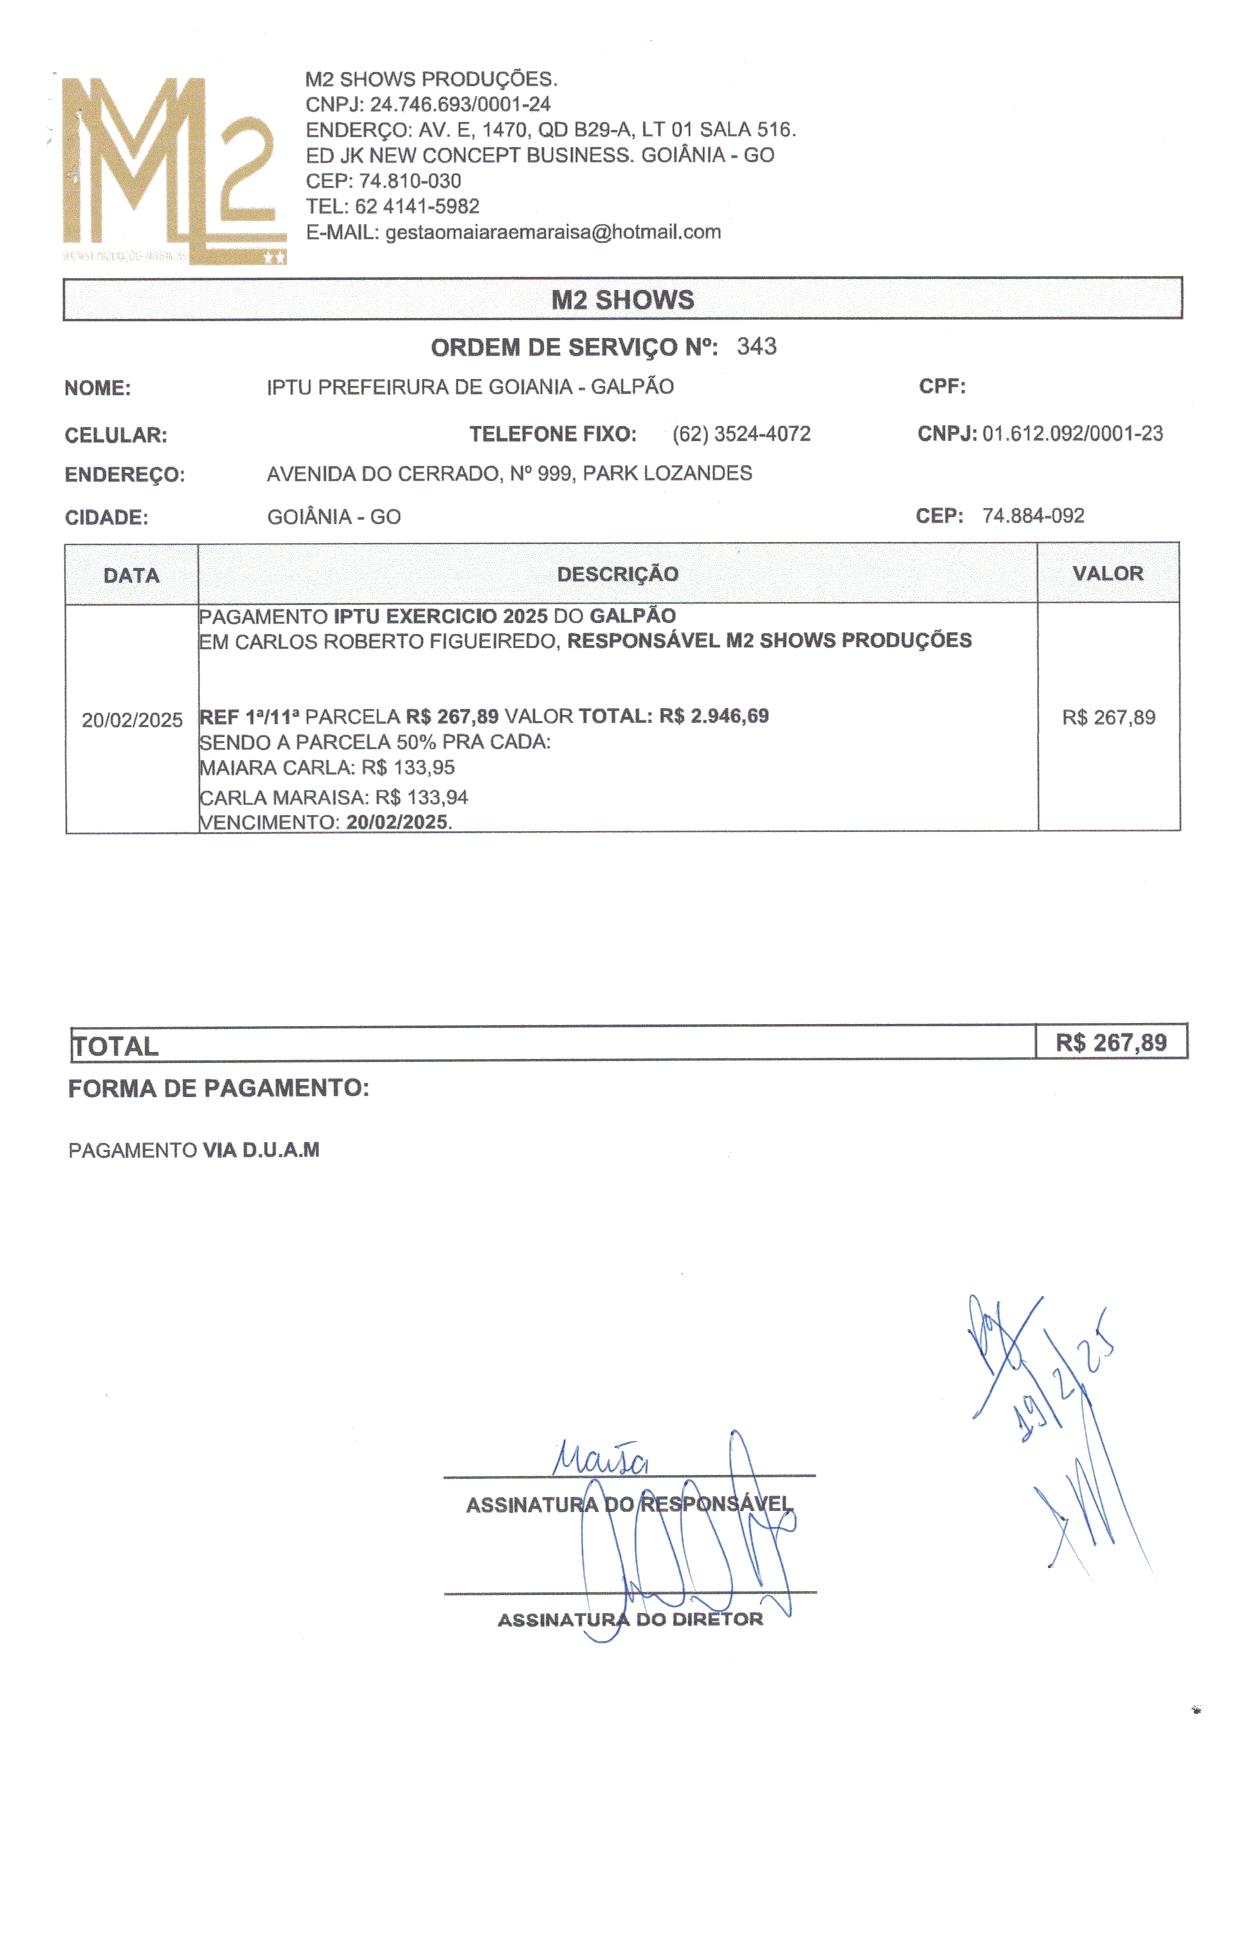 M2 SHOWS PRODUÇÕES.
CNPJ: 24.746.693/0001-24
ENDERÇO: AV. E, 1470, QD B29-A, LT 01 SALA 516.
ED JK NEW CONCEPT BUSINESS. GOIÂNIA - GO
CEP: 74.810-030
TEL: 62 4141-5982
E-MAIL: gestaomaiaraemaraisa@hotmail.com
M2
SHOWS E PRODUÇÕES ARTÍSTICAS
M2 SHOWS
ORDEM DE SERVIÇO Nº: 343
NOME: IPTU PREFEIRURA DE GOIANIA - GALPÃO CPF:
CELULAR: TELEFONE FIXO: (62) 3524-4072 CNPJ: 01.612.092/0001-23
ENDEREÇO: AVENIDA DO CERRADO, Nº 999, PARK LOZANDES
CIDADE: GOIÂNIA - GO CEP: 74.884-092
DATA DESCRIÇÃO VALOR
PAGAMENTO IPTU EXERCICIO 2025 DO GALPÃO
EM CARLOS ROBERTO FIGUEIREDO, RESPONSÁVEL M2 SHOWS PRODUÇÕES
20/02/2025 REF 1ª/11ª PARCELA R$ 267,89 VALOR TOTAL: R$ 2.946,69 R$ 267,89
SENDO A PARCELA 50% PRA CADA:
MAIARA CARLA: R$ 133,95
CARLA MARAISA: R$ 133,94
VENCIMENTO: 20/02/2025.
TOTAL R$ 267,89
FORMA DE PAGAMENTO:
PAGAMENTO VIA D.U.A.M
19/2/25
ASSINATURA DO RESPONSÁVEL
ASSINATURA DO DIRETOR